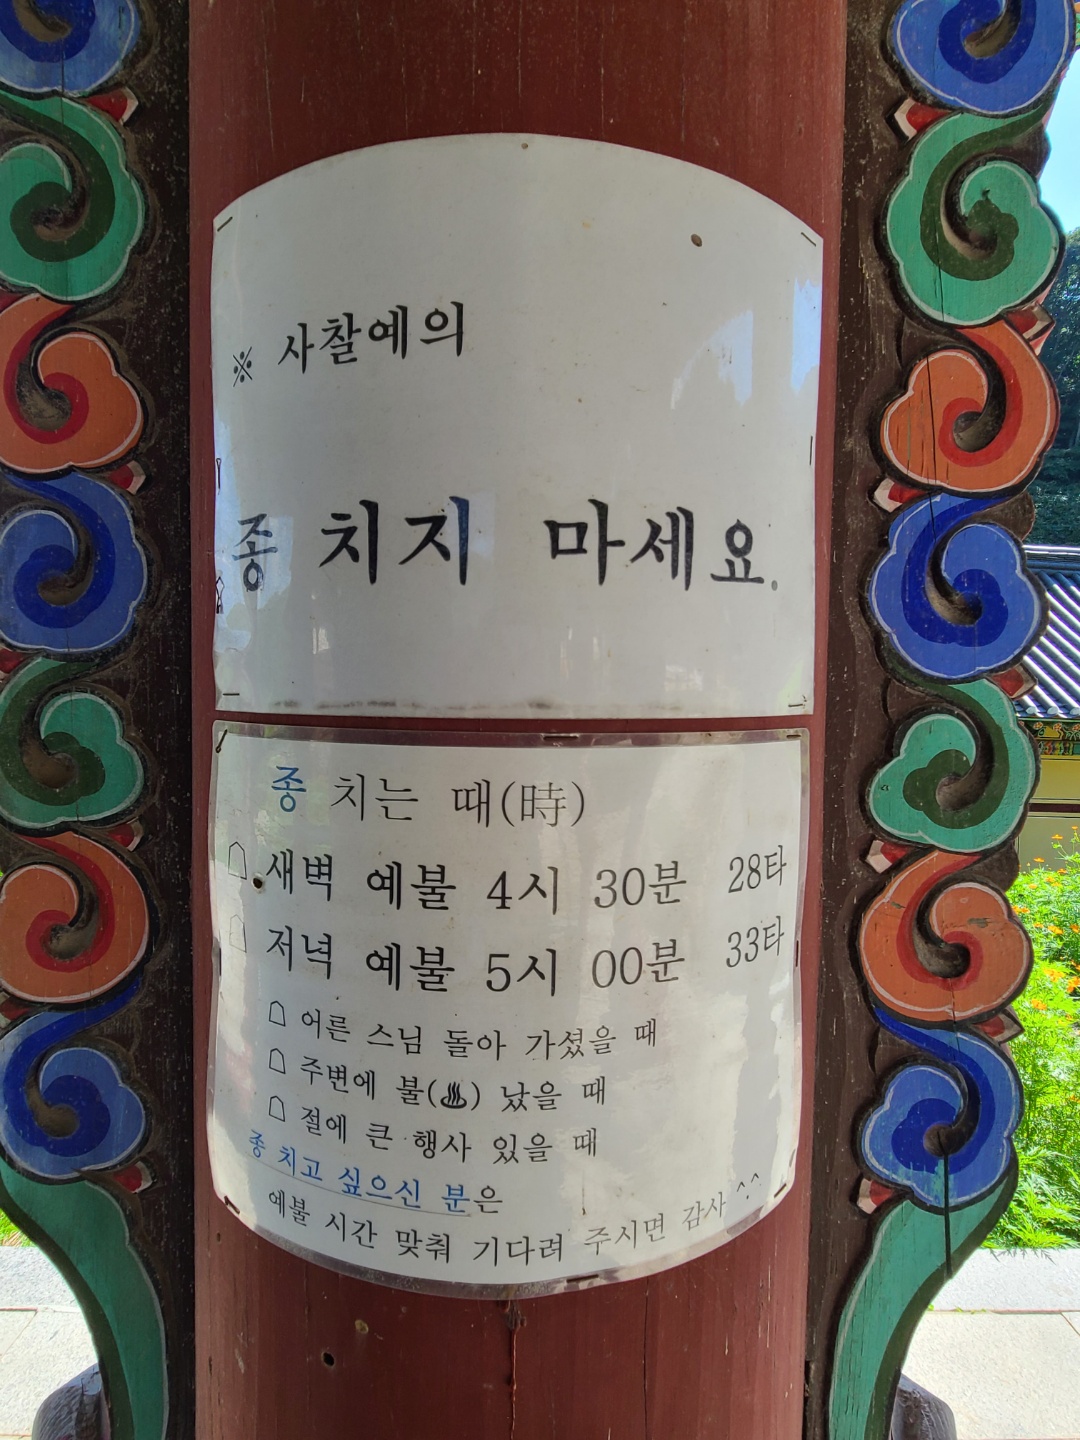 ※ 사찰예의
종 치지 마세요.
종 치는 때(時)
새벽 예불 4시 30분 28타
저녁 예불 5시 00분 33타
어른 스님 돌아 가셨을 때
주변에 불(♨) 났을 때
절에 큰 행사 있을 때
종 치고 싶으신 분은
예불 시간 맞춰 기다려 주시면 감사 ^.^